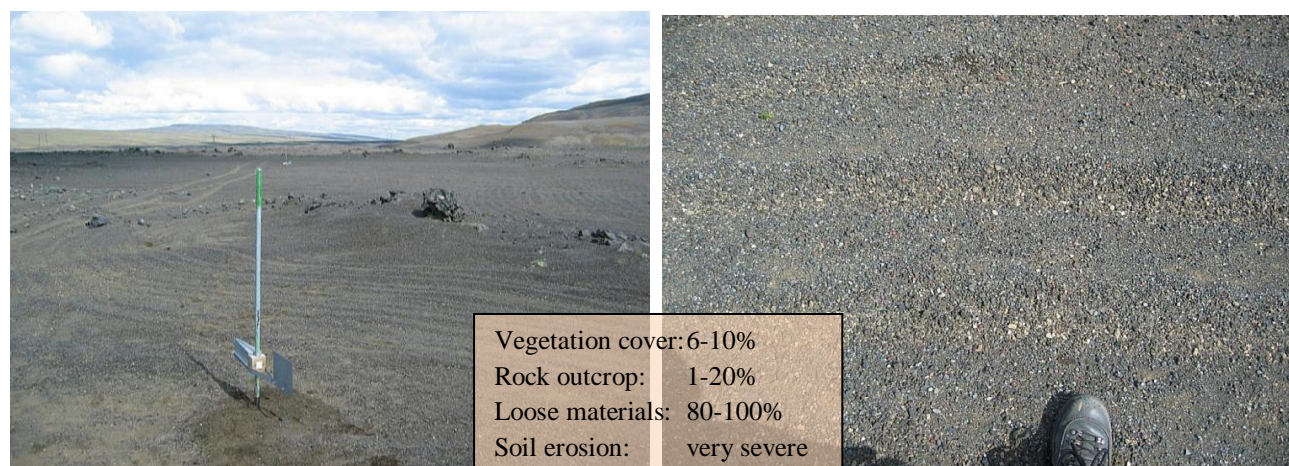 Vegetation cover: 6-10%
Rock outcrop: 1-20%
Loose materials: 80-100%
Soil erosion: very severe